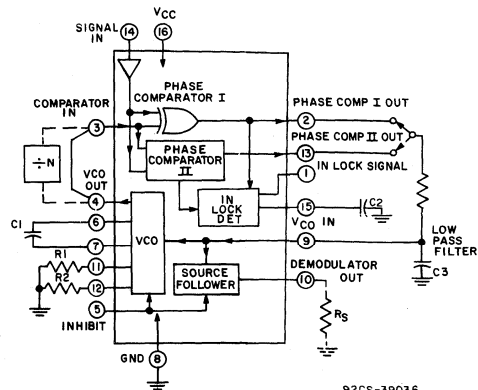 SIGNAL IN
14
VCC
16
PHASE COMPARATOR I
COMPARATOR IN
3
2
PHASE COMP I OUT
PHASE COMP II OUT
13
IN LOCK SIGNAL
1
PHASE COMPARATOR II
÷N
VCO OUT
4
IN LOCK DET
15
C2
VCO IN
9
C1
6
7
VCO
LOW PASS FILTER
C3
R1
11
R2
12
SOURCE FOLLOWER
DEMODULATOR OUT
10
RS
5
INHIBIT
GND
8
92CS-39036